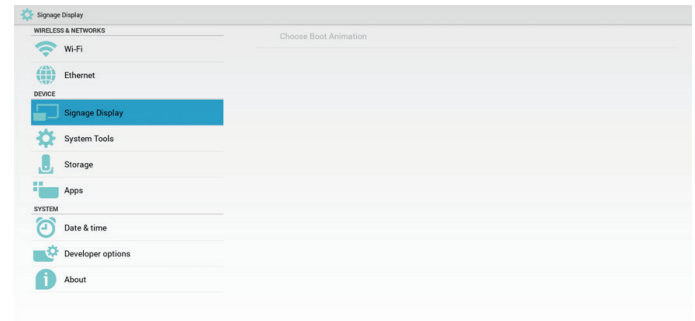 Signage Display
WIRELESS & NETWORKS
Wi-Fi
Ethernet
DEVICE
Signage Display
System Tools
Storage
Apps
SYSTEM
Date & time
Developer options
About
Choose Boot Animation